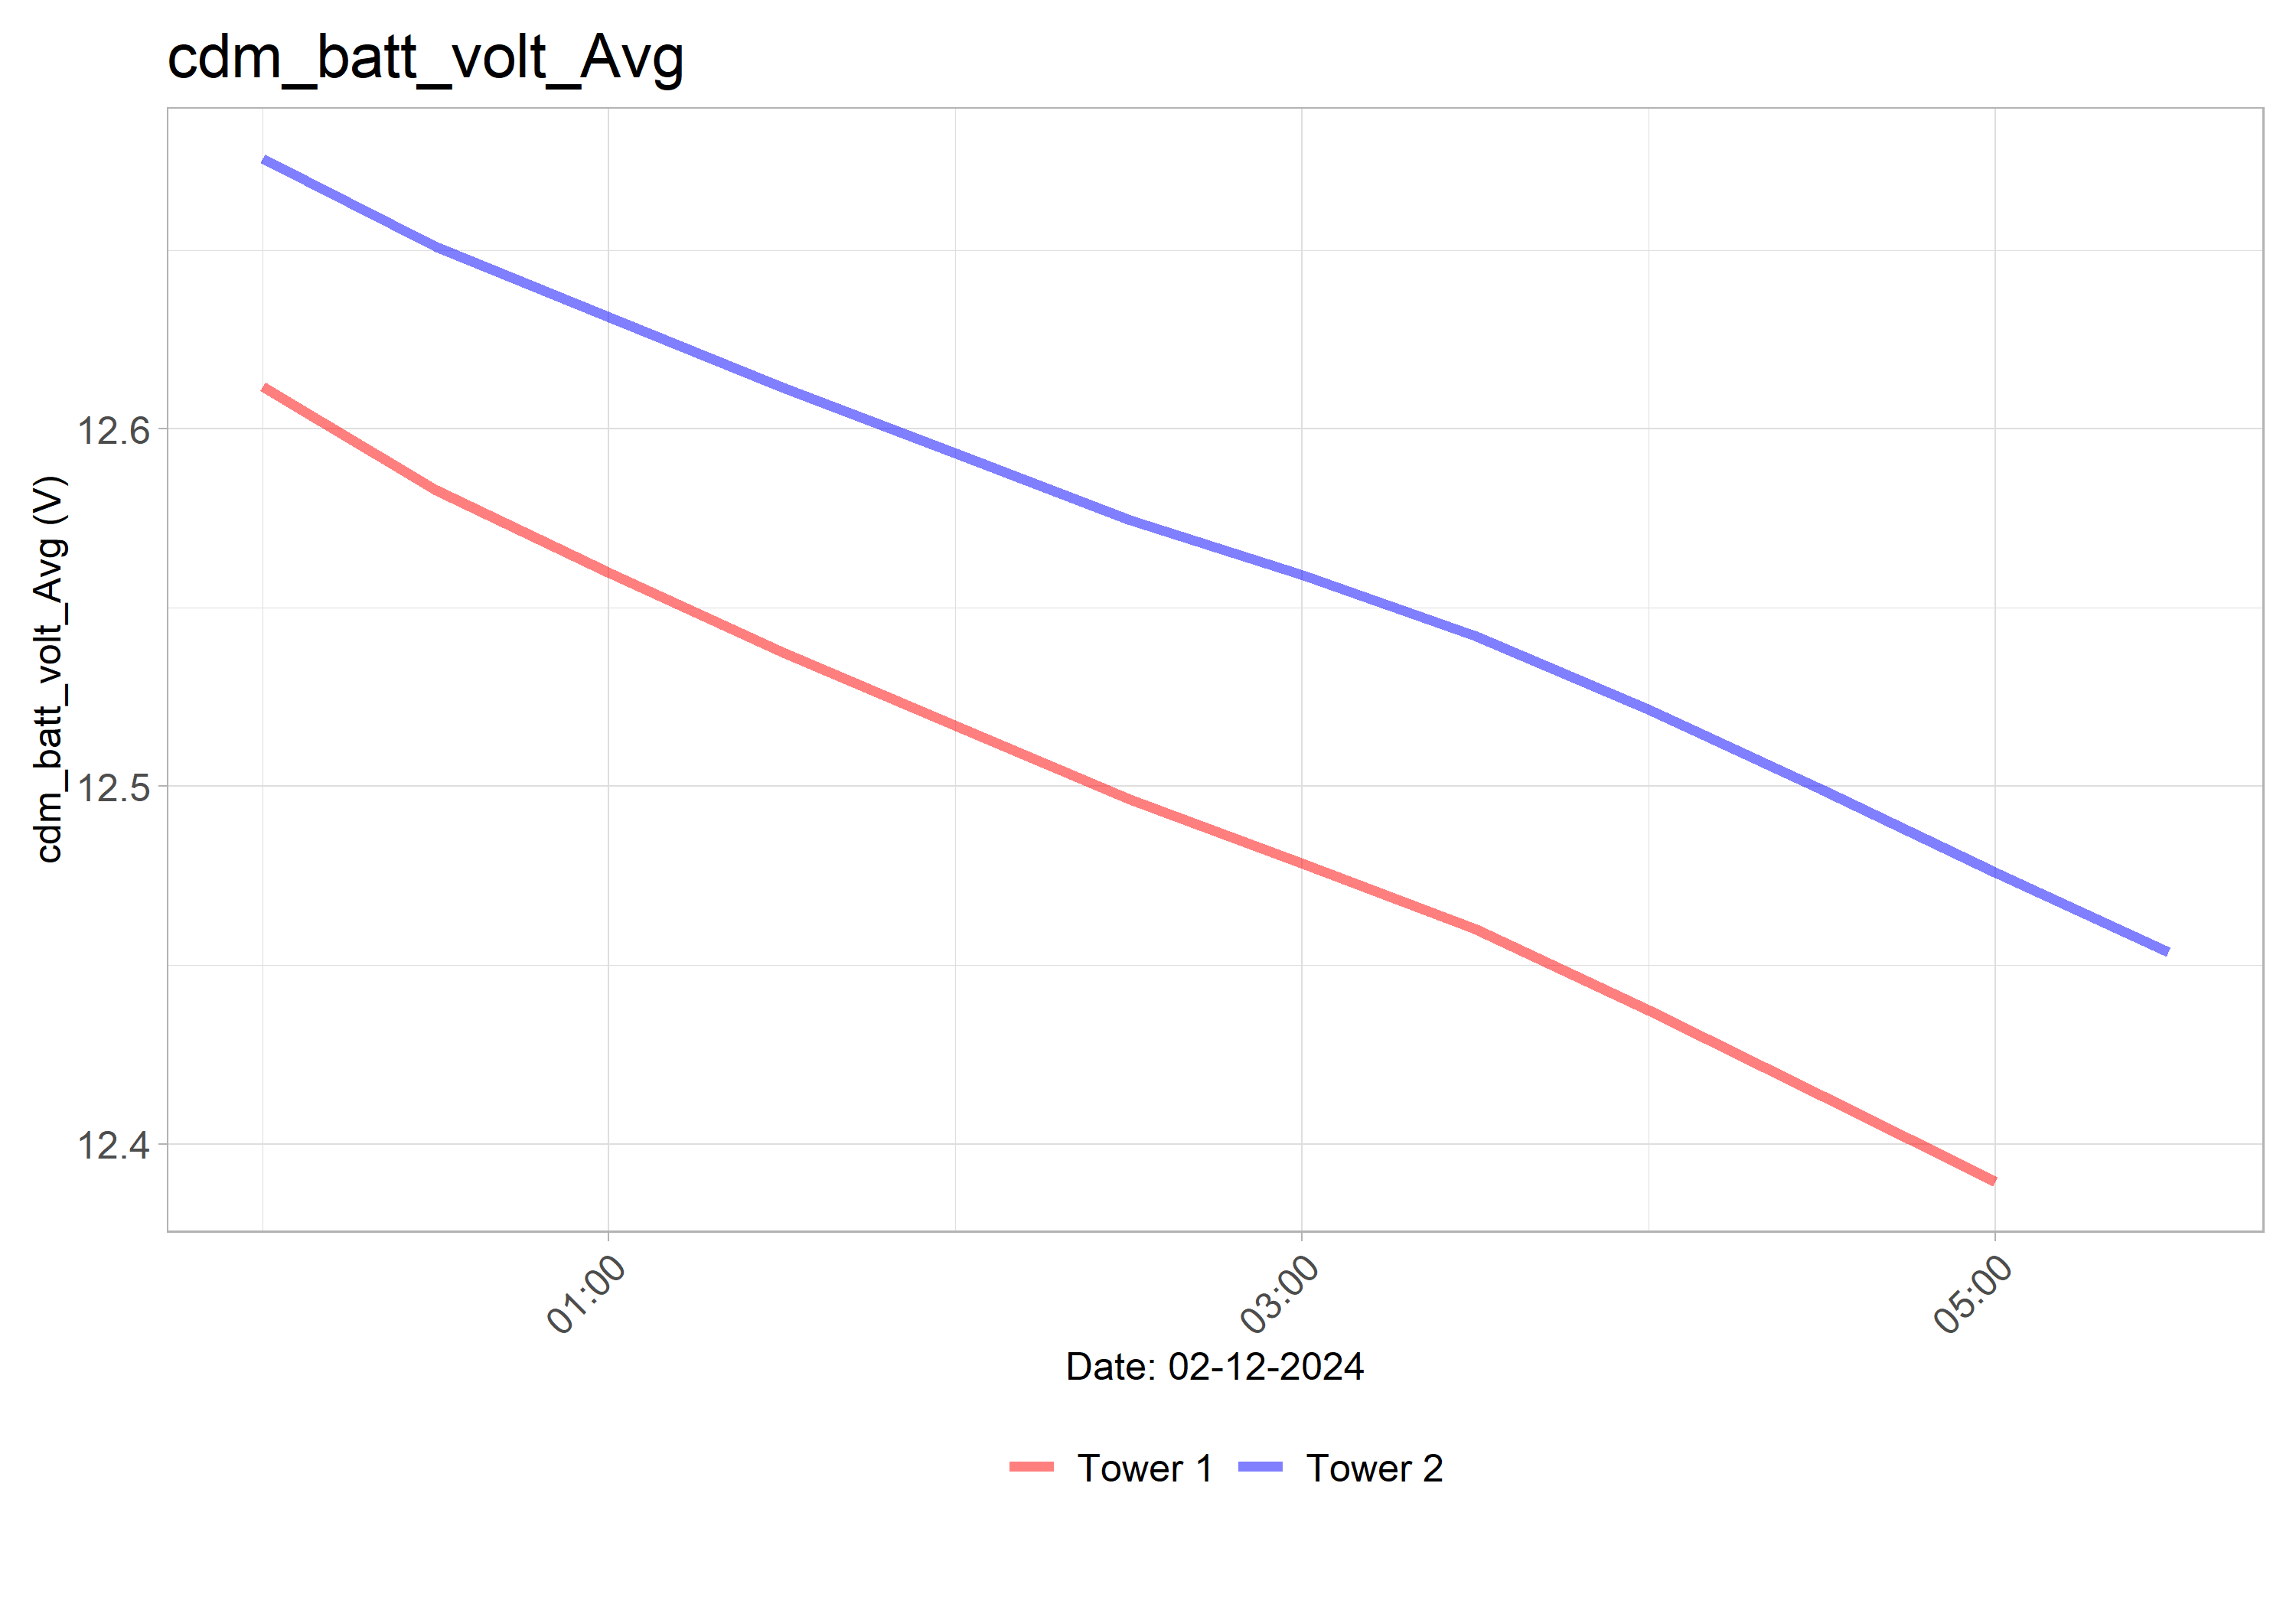 cdm_batt_volt_Avg
cdm_batt_volt_Avg (V)
12.6
12.5
12.4
01:00
03:00
05:00
Date: 02-12-2024
Tower 1
Tower 2